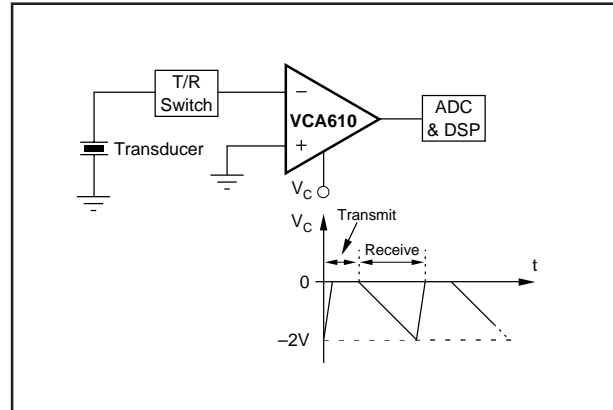 T/R
Switch
Transducer
−
VCA610
+
ADC
& DSP
V_C
V_C
Transmit
Receive
t
0
–2V